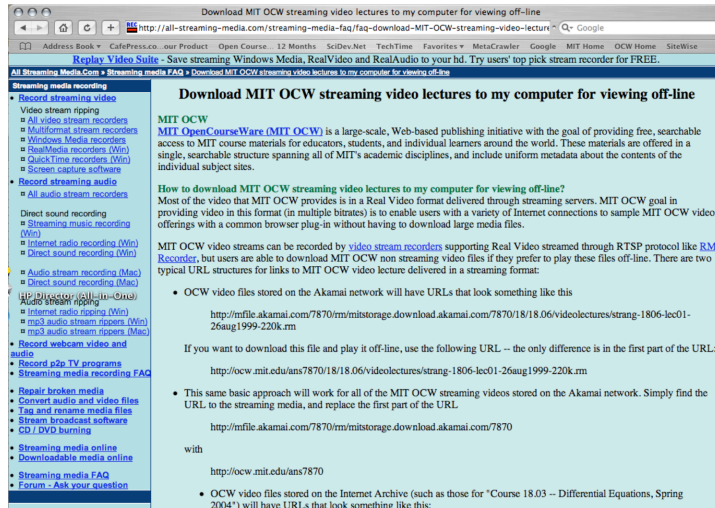 Download MIT OCW streaming video lectures to my computer for viewing off-line
http://all-streaming-media.com/streaming-media-faq/faq-download-MIT-OCW-streaming-video-lecture
Google
Address Book
CafePress.co...our Product
Open Course... 12 Months
SciDev.Net
TechTime
Favorites
MetaCrawler
Google
MIT Home
OCW Home
SiteWise
Replay Video Suite - Save streaming Windows Media, RealVideo and RealAudio to your hd. Try users' top pick stream recorder for FREE.
All Streaming Media.Com » Streaming media FAQ » Download MIT OCW streaming video lectures to my computer for viewing off-line
Streaming media recording
Record streaming video
Video stream ripping
All video stream recorders
Multiformat stream recorders
Windows Media recorders
RealMedia recorders (Win)
QuickTime recorders (Win)
Screen capture software
Record streaming audio
All audio stream recorders
Direct sound recording
Streaming music recording
(Win)
Internet radio recording (Win)
Direct sound recording (Win)
Audio stream recording (Mac)
Direct sound recording (Mac)
HP Director (All-in-One)
Audio stream ripping
Internet radio ripping (Win)
mp3 audio stream rippers (Win)
mp3 audio stream rippers (Mac)
Record webcam video and
audio
Record p2p TV programs
Streaming media recording FAQ
Repair broken media
Convert audio and video files
Tag and rename media files
Stream broadcast software
CD / DVD burning
Streaming media online
Downloadable media online
Streaming media FAQ
Forum - Ask your question
Download MIT OCW streaming video lectures to my computer for viewing off-line
MIT OCW
MIT OpenCourseWare (MIT OCW) is a large-scale, Web-based publishing initiative with the goal of providing free, searchable
access to MIT course materials for educators, students, and individual learners around the world. These materials are offered in a
single, searchable structure spanning all of MIT's academic disciplines, and include uniform metadata about the contents of the
individual subject sites.
How to download MIT OCW streaming video lectures to my computer for viewing off-line?
Most of the video that MIT OCW provides is in a Real Video format delivered through streaming servers. MIT OCW goal in
providing video in this format (in multiple bitrates) is to enable users with a variety of Internet connections to sample MIT OCW video
offerings with a common browser plug-in without having to download large media files.
MIT OCW video streams can be recorded by video stream recorders supporting Real Video streamed through RTSP protocol like RM
Recorder, but users are able to download MIT OCW non streaming video files if they prefer to play these files off-line. There are two
typical URL structures for links to MIT OCW video lecture delivered in a streaming format:
OCW video files stored on the Akamai network will have URLs that look something like this
http://mfile.akamai.com/7870/rm/mitstorage.download.akamai.com/7870/18/18.06/videolectures/strang-1806-lec01-
26aug1999-220k.rm
If you want to download this file and play it off-line, use the following URL -- the only difference is in the first part of the URL:
http://ocw.mit.edu/ans7870/18/18.06/videolectures/strang-1806-lec01-26aug1999-220k.rm
This same basic approach will work for all of the MIT OCW streaming videos stored on the Akamai network. Simply find the
URL to the streaming media, and replace the first part of the URL
http://mfile.akamai.com/7870/rm/mitstorage.download.akamai.com/7870
with
http://ocw.mit.edu/ans7870
OCW video files stored on the Internet Archive (such as those for "Course 18.03 -- Differential Equations, Spring
2004") will have URLs that look something like this: